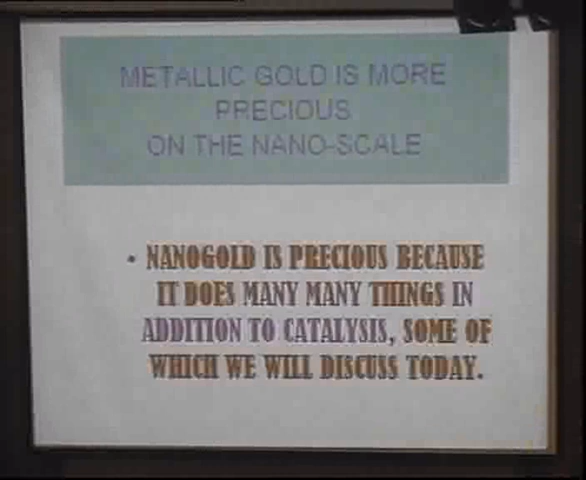 METALLIC GOLD IS MORE
PRECIOUS
ON THE NANO-SCALE
• NANOGOLD IS PRECIOUS BECAUSE
IT DOES MANY MANY THINGS IN
ADDITION TO CATALYSIS, SOME OF
WHICH WE WILL DISCUSS TODAY.